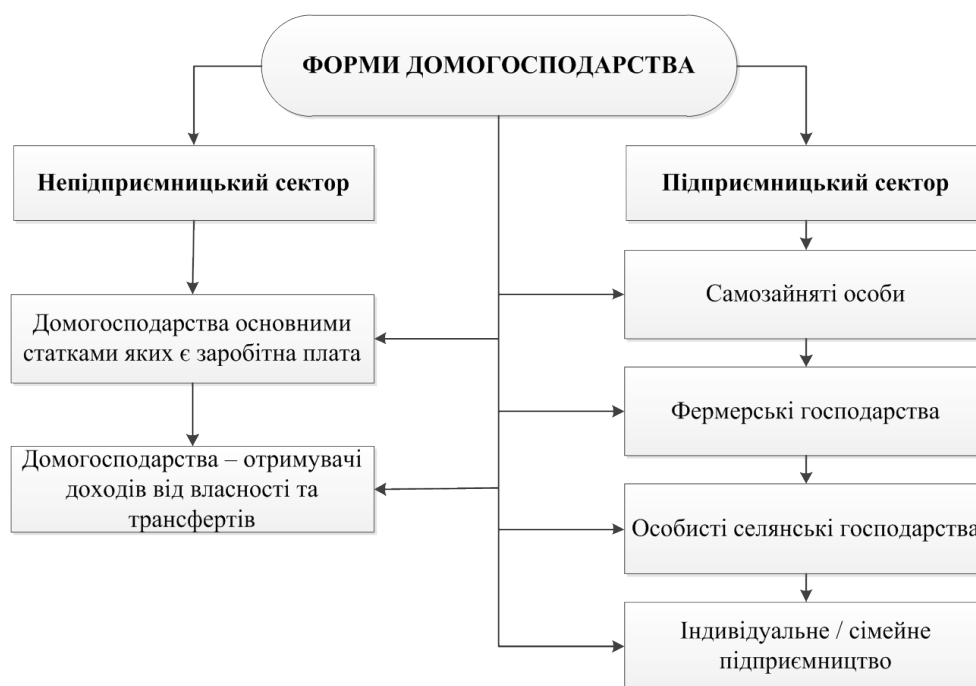 ФОРМИ ДОМОГОСПОДАРСТВА
Непідприємницький сектор
Домогосподарства основними
статками яких є заробітна плата
Домогосподарства – отримувачі
доходів від власності та
трансфертів
Підприємницький сектор
Самозайняті особи
Фермерські господарства
Особисті селянські господарства
Індивідуальне / сімейне
підприємництво